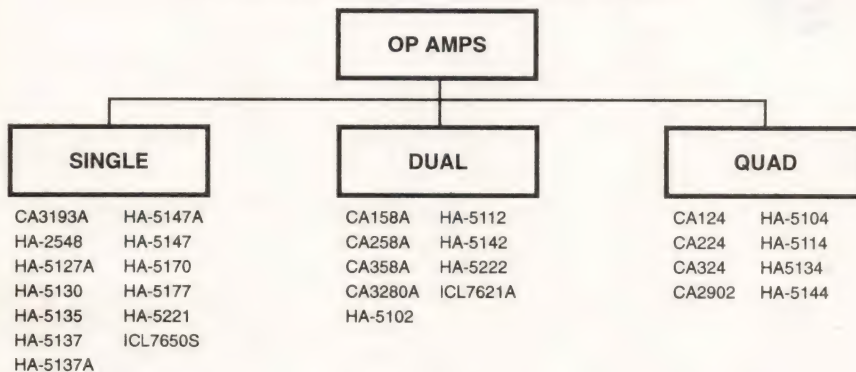 OP AMPS
SINGLE
CA3193A HA-5147A
HA-2548 HA-5147
HA-5127A HA-5170
HA-5130 HA-5177
HA-5135 HA-5221
HA-5137 ICL7650S
HA-5137A
DUAL
CA158A HA-5112
CA258A HA-5142
CA358A HA-5222
CA3280A ICL7621A
HA-5102
QUAD
CA124 HA-5104
CA224 HA-5114
CA324 HA5134
CA2902 HA-5144